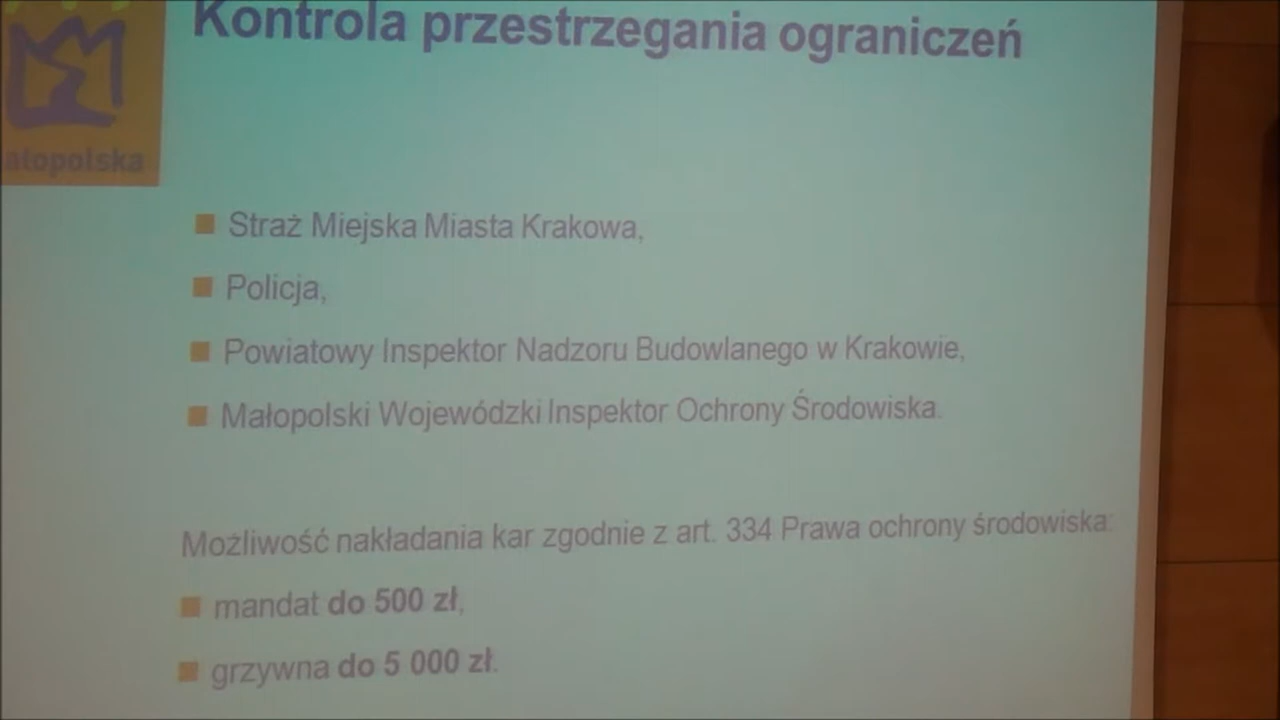 Kontrola przestrzegania ograniczeń
ałopolska
Straż Miejska Miasta Krakowa,
Policja,
Powiatowy Inspektor Nadzoru Budowlanego w Krakowie,
Małopolski Wojewódzki Inspektor Ochrony Środowiska.
Możliwość nakładania kar zgodnie z art. 334 Prawa ochrony środowiska:
mandat do 500 zł,
grzywna do 5 000 zł.